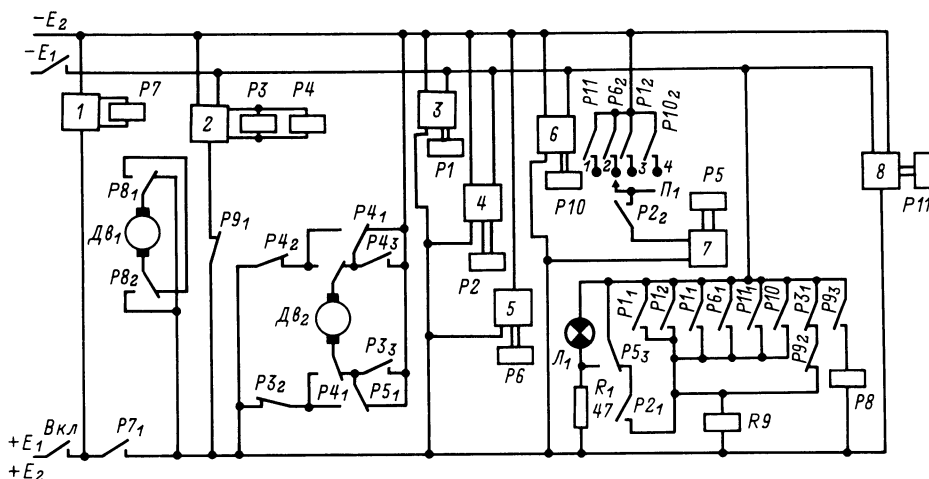 −E₂
−E₁
1
P7
2
P3
P4
3
P1
4
P2
5
P6
6
P10
P11
P6₂
P1₂
P10₂
1
2
3
4
П₁
P2₂
P5
7
8
P11
P8₁
Дв₁
P8₂
P9₁
P4₂
P4₁
P4₃
Дв₂
P3₂
P4₁
P3₃
P5₁
Л₁
R₁
47
P5₃
P2₁
P1₁
P1₂
P1₁
P6₁
P11₁
P10
P3₁
P9₃
P9₂
R9
P8
+E₁
Вкл
P7₁
+E₂